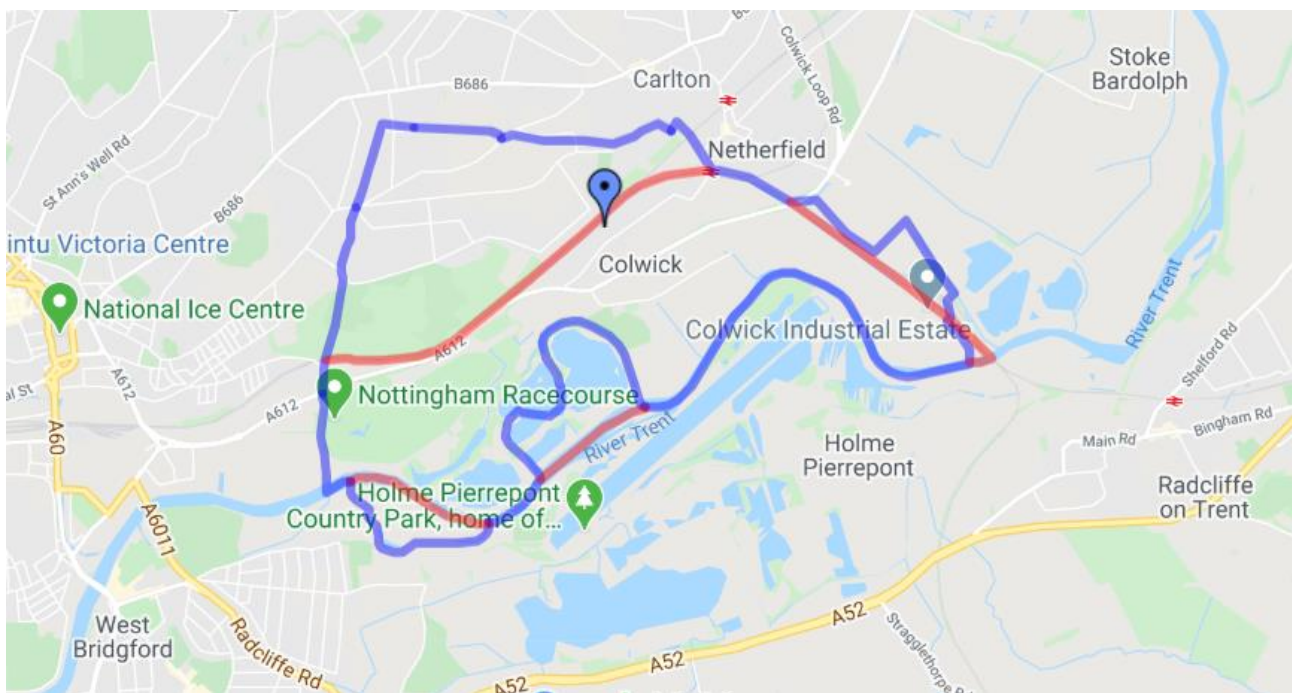 Stoke
Bardolph
Carlton
Colwick Loop Rd
B686
Netherfield
St Ann's Well Rd
B686
intu Victoria Centre
Colwick
River Trent
National Ice Centre
Colwick Industrial Estate
A612
Shelford Rd
A612
Nottingham Racecourse
A612
al St
A60
River Trent
Main Rd
Bingham Rd
Holme
Pierrepont
Holme Pierrepont
Country Park, home of...
Radcliffe
on Trent
A6011
A52
West
Bridgford
Radcliffe Rd
A52
A52